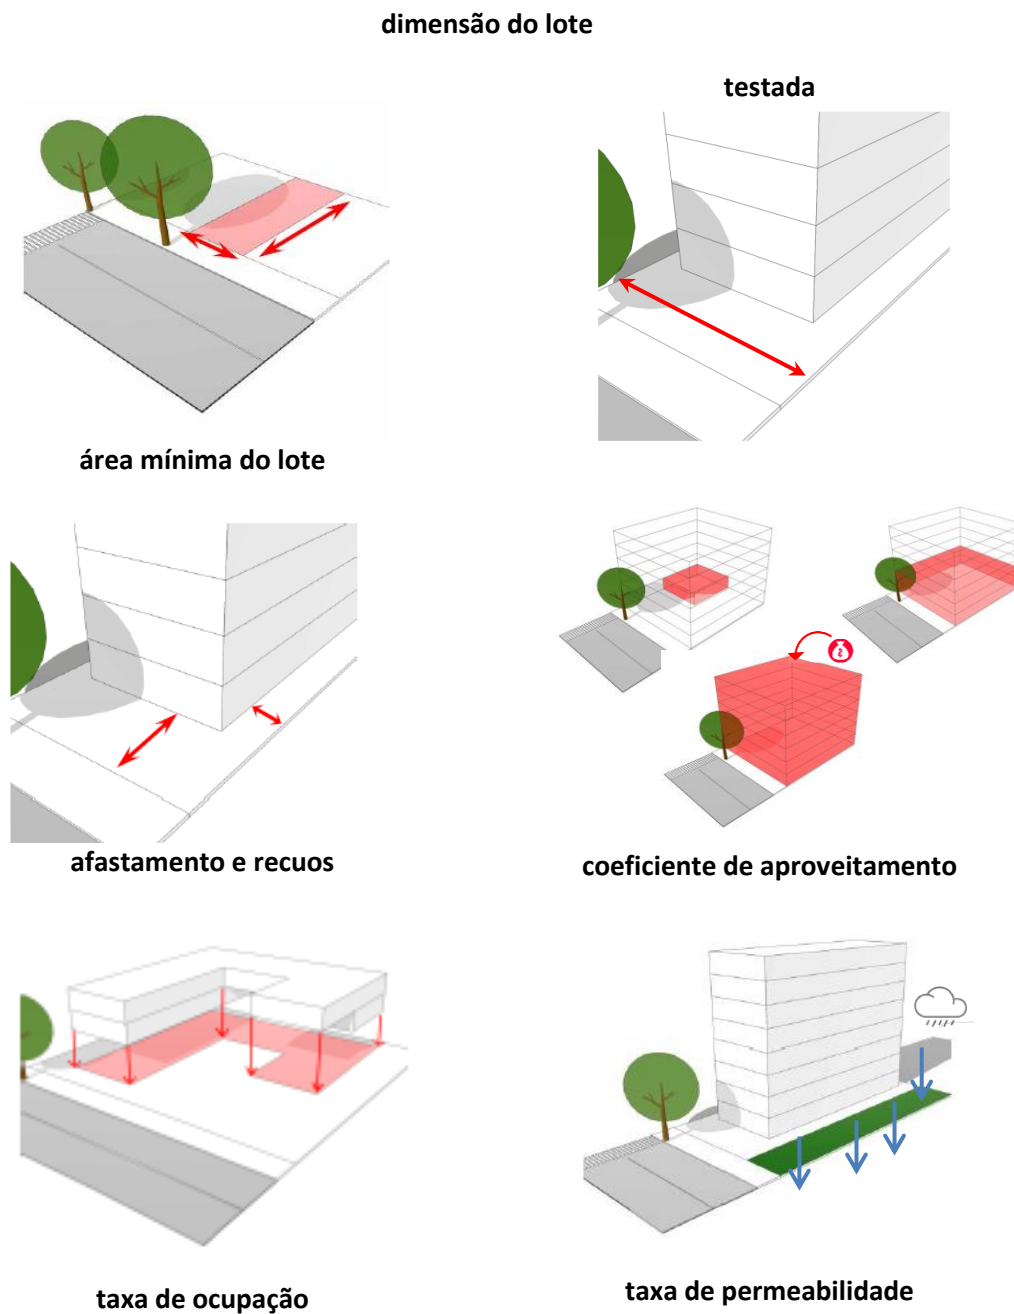 dimensão do lote
testada
área mínima do lote
afastamento e recuos
coeficiente de aproveitamento
taxa de ocupação
taxa de permeabilidade